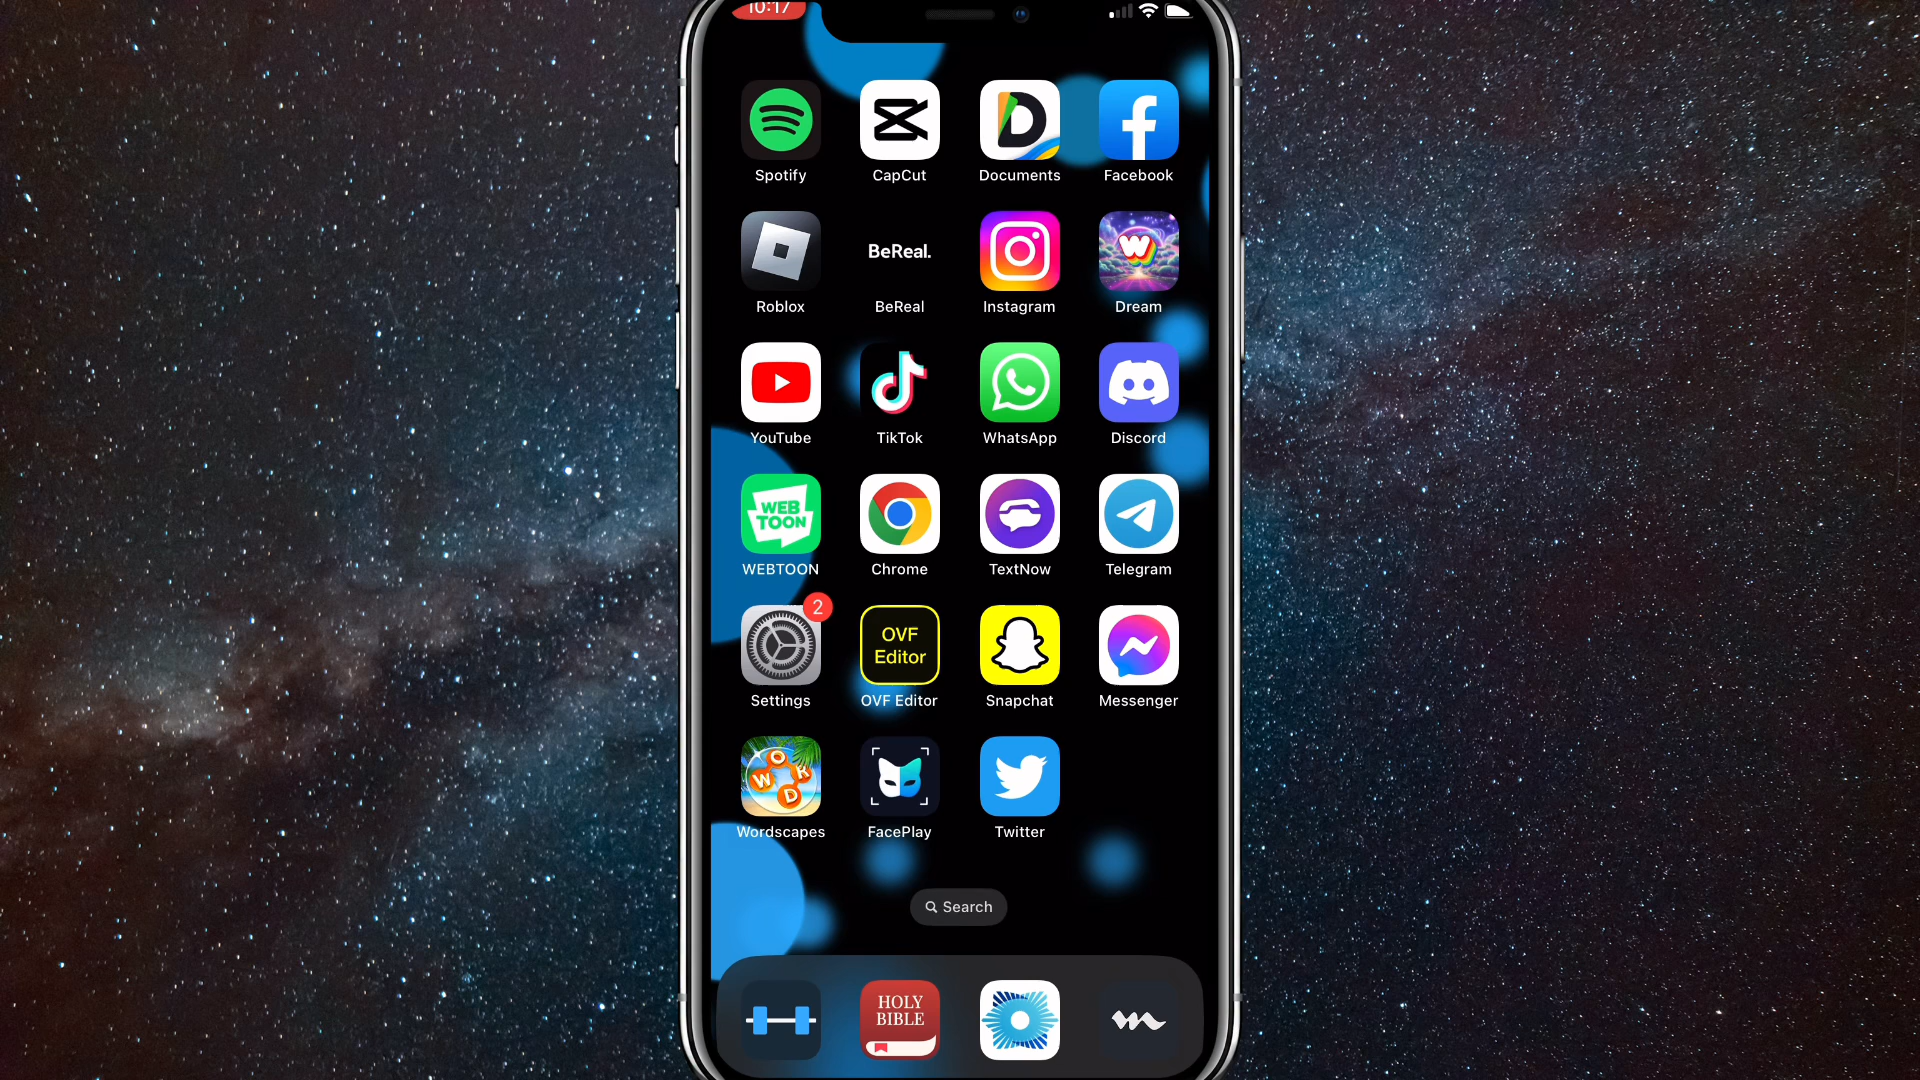 10:17
Spotify
CapCut
Documents
Facebook
BeReal.
Roblox
BeReal
Instagram
Dream
YouTube
TikTok
WhatsApp
Discord
WEB
TOON
WEBTOON
Chrome
TextNow
Telegram
2
OVF
Editor
Settings
OVF Editor
Snapchat
Messenger
W O R D
Wordscapes
FacePlay
Twitter
Search
HOLY
BIBLE